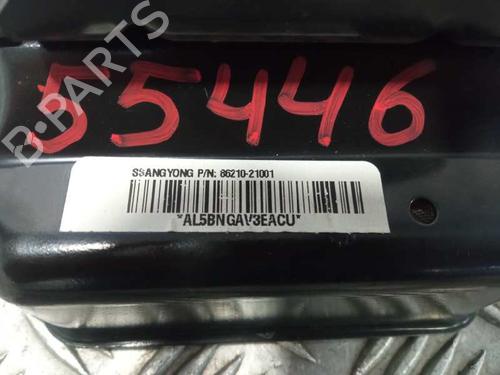 55446
SSANGYONG P/N: 86210-21001
*AL5BNGAV3EACU*
B-PARTS